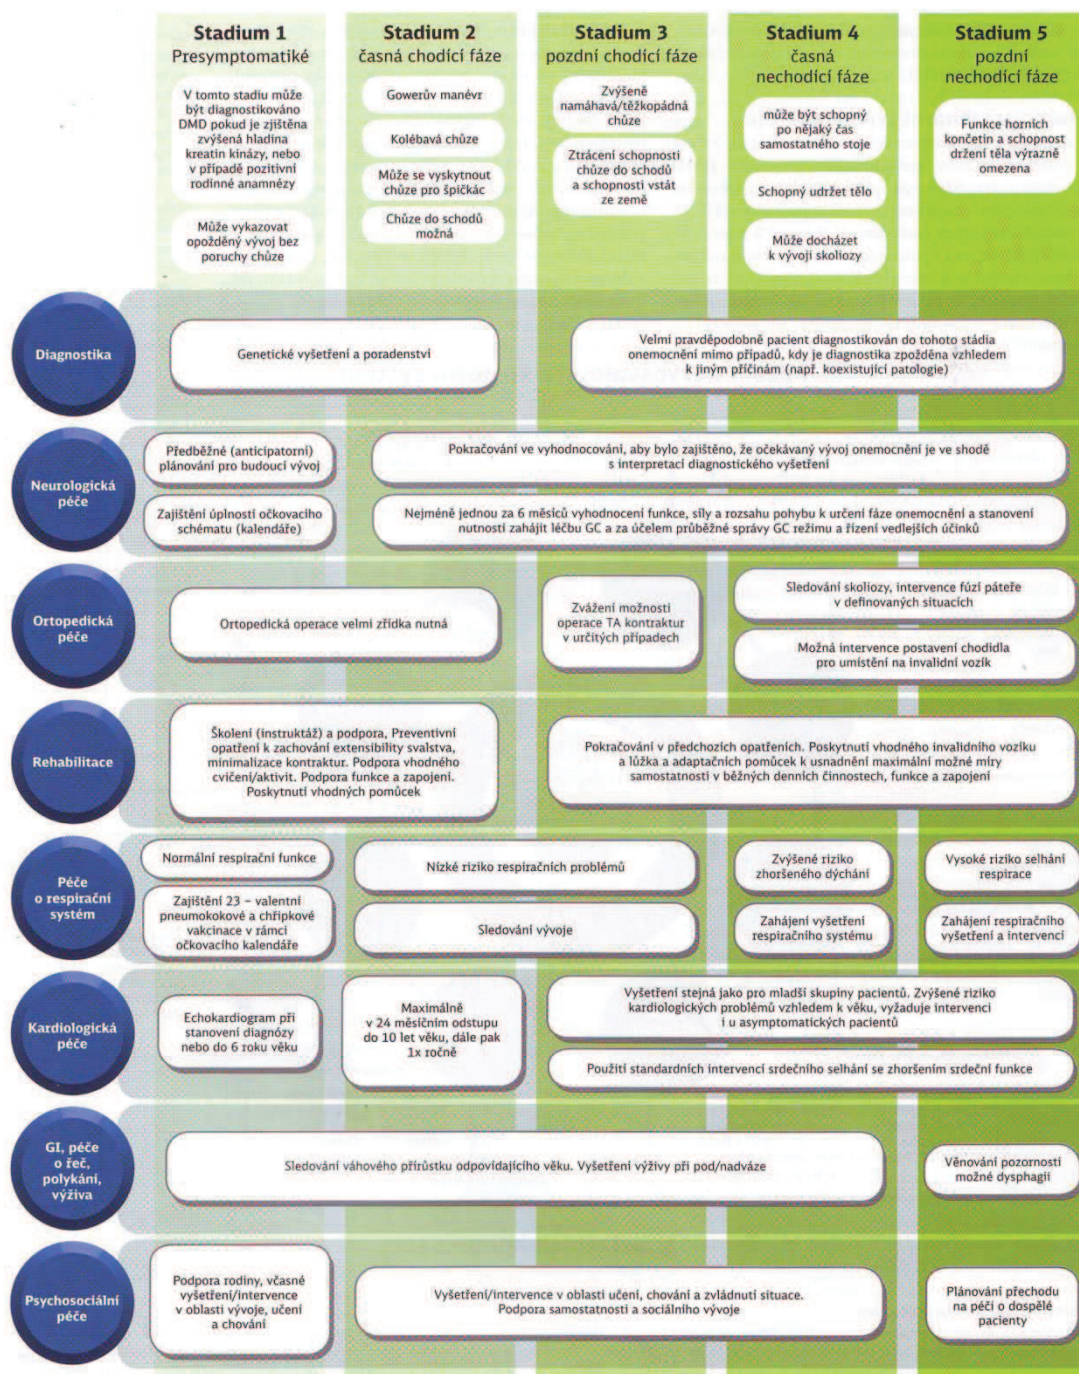 Stadium 1
Presymptomatiké
V tomto stadiu může
být diagnostikováno
DMD pokud je zjištěna
zvýšená hladina
kreatin kinázy, nebo
v případě pozitivní
rodinné anamnézy
Může vykazovat
opožděný vývoj bez
poruchy chůze
Stadium 2
časná chodící fáze
Gowerův manévr
Kolébavá chůze
Může se vyskytnout
chůze pro špičkác
Chůze do schodů
možná
Stadium 3
pozdní chodící fáze
Zvýšeně
namáhavá/těžkopádná
chůze
Ztrácení schopnosti
chůze do schodů
a schopnosti vstát
ze země
Stadium 4
časná
nechodící fáze
může být schopný
po nějaký čas
samostatného stoje
Schopný udržet tělo
Může docházet
k vývoji skoliozy
Stadium 5
pozdní
nechodící fáze
Funkce horních
končetin a schopnost
držení těla výrazně
omezena
Diagnostika
Genetické vyšetření a poradenství
Velmi pravděpodobně pacient diagnostikován do tohoto stádia
onemocnění mimo případů, kdy je diagnostika zpožděna vzhledem
k jiným příčinám (např. koexistující patologie)
Neurologická
péče
Předběžné (anticipatorní)
plánování pro budoucí vývoj
Pokračování ve vyhodnocování, aby bylo zajištěno, že očekávaný vývoj onemocnění je ve shodě
s interpretací diagnostického vyšetření
Zajištění úplnosti očkovacího
schématu (kalendáře)
Nejméně jednou za 6 měsíců vyhodnocení funkce, síly a rozsahu pohybu k určení fáze onemocnění a stanovení
nutnosti zahájit léčbu GC a za účelem průběžné správy GC režimu a řízení vedlejších účinků
Ortopedická
péče
Ortopedická operace velmi zřídka nutná
Zvážení možnosti
operace TA kontraktur
v určitých případech
Sledování skoliozy, intervence fúzí páteře
v definovaných situacích
Možná intervence postavení chodidla
pro umístění na invalidní vozík
Rehabilitace
Školení (instruktáž) a podpora, Preventivní
opatření k zachování extensibility svalstva,
minimalizace kontraktur. Podpora vhodného
cvičení/aktivit. Podpora funkce a zapojení.
Poskytnutí vhodných pomůcek
Pokračování v předchozích opatřeních. Poskytnutí vhodného invalidního vozíku
a lůžka a adaptačních pomůcek k usnadnění maximální možné míry
samostatnosti v běžných denních činnostech, funkce a zapojení
Péče
o respirační
systém
Normální respirační funkce
Zajištění 23 – valentní
pneumokokové a chřipkové
vakcinace v rámci
očkovacího kalendáře
Nízké riziko respiračních problémů
Sledování vývoje
Zvýšené riziko
zhoršeného dýchání
Zahájení vyšetření
respiračního systému
Vysoké riziko selhání
respirace
Zahájení respiračního
vyšetření a intervencí
Kardiologická
péče
Echokardiogram při
stanovení diagnózy
nebo do 6 roku věku
Maximálně
v 24 měsíčním odstupu
do 10 let věku, dále pak
1x ročně
Vyšetření stejná jako pro mladší skupiny pacientů. Zvýšené riziko
kardiologických problémů vzhledem k věku, vyžaduje intervenci
i u asymptomatických pacientů
Použití standardních intervencí srdečního selhání se zhoršením srdeční funkce
GI, péče
o řeč,
polykání,
výživa
Sledování váhového přírůstku odpovídajícího věku. Vyšetření výživy při pod/nadváze
Věnování pozornosti
možné dysphagii
Psychosociální
péče
Podpora rodiny, včasné
vyšetření/intervence
v oblasti vývoje, učení
a chování
Vyšetření/intervence v oblasti učení, chování a zvládnutí situace.
Podpora samostatnosti a sociálního vývoje
Plánování přechodu
na péči o dospělé
pacienty